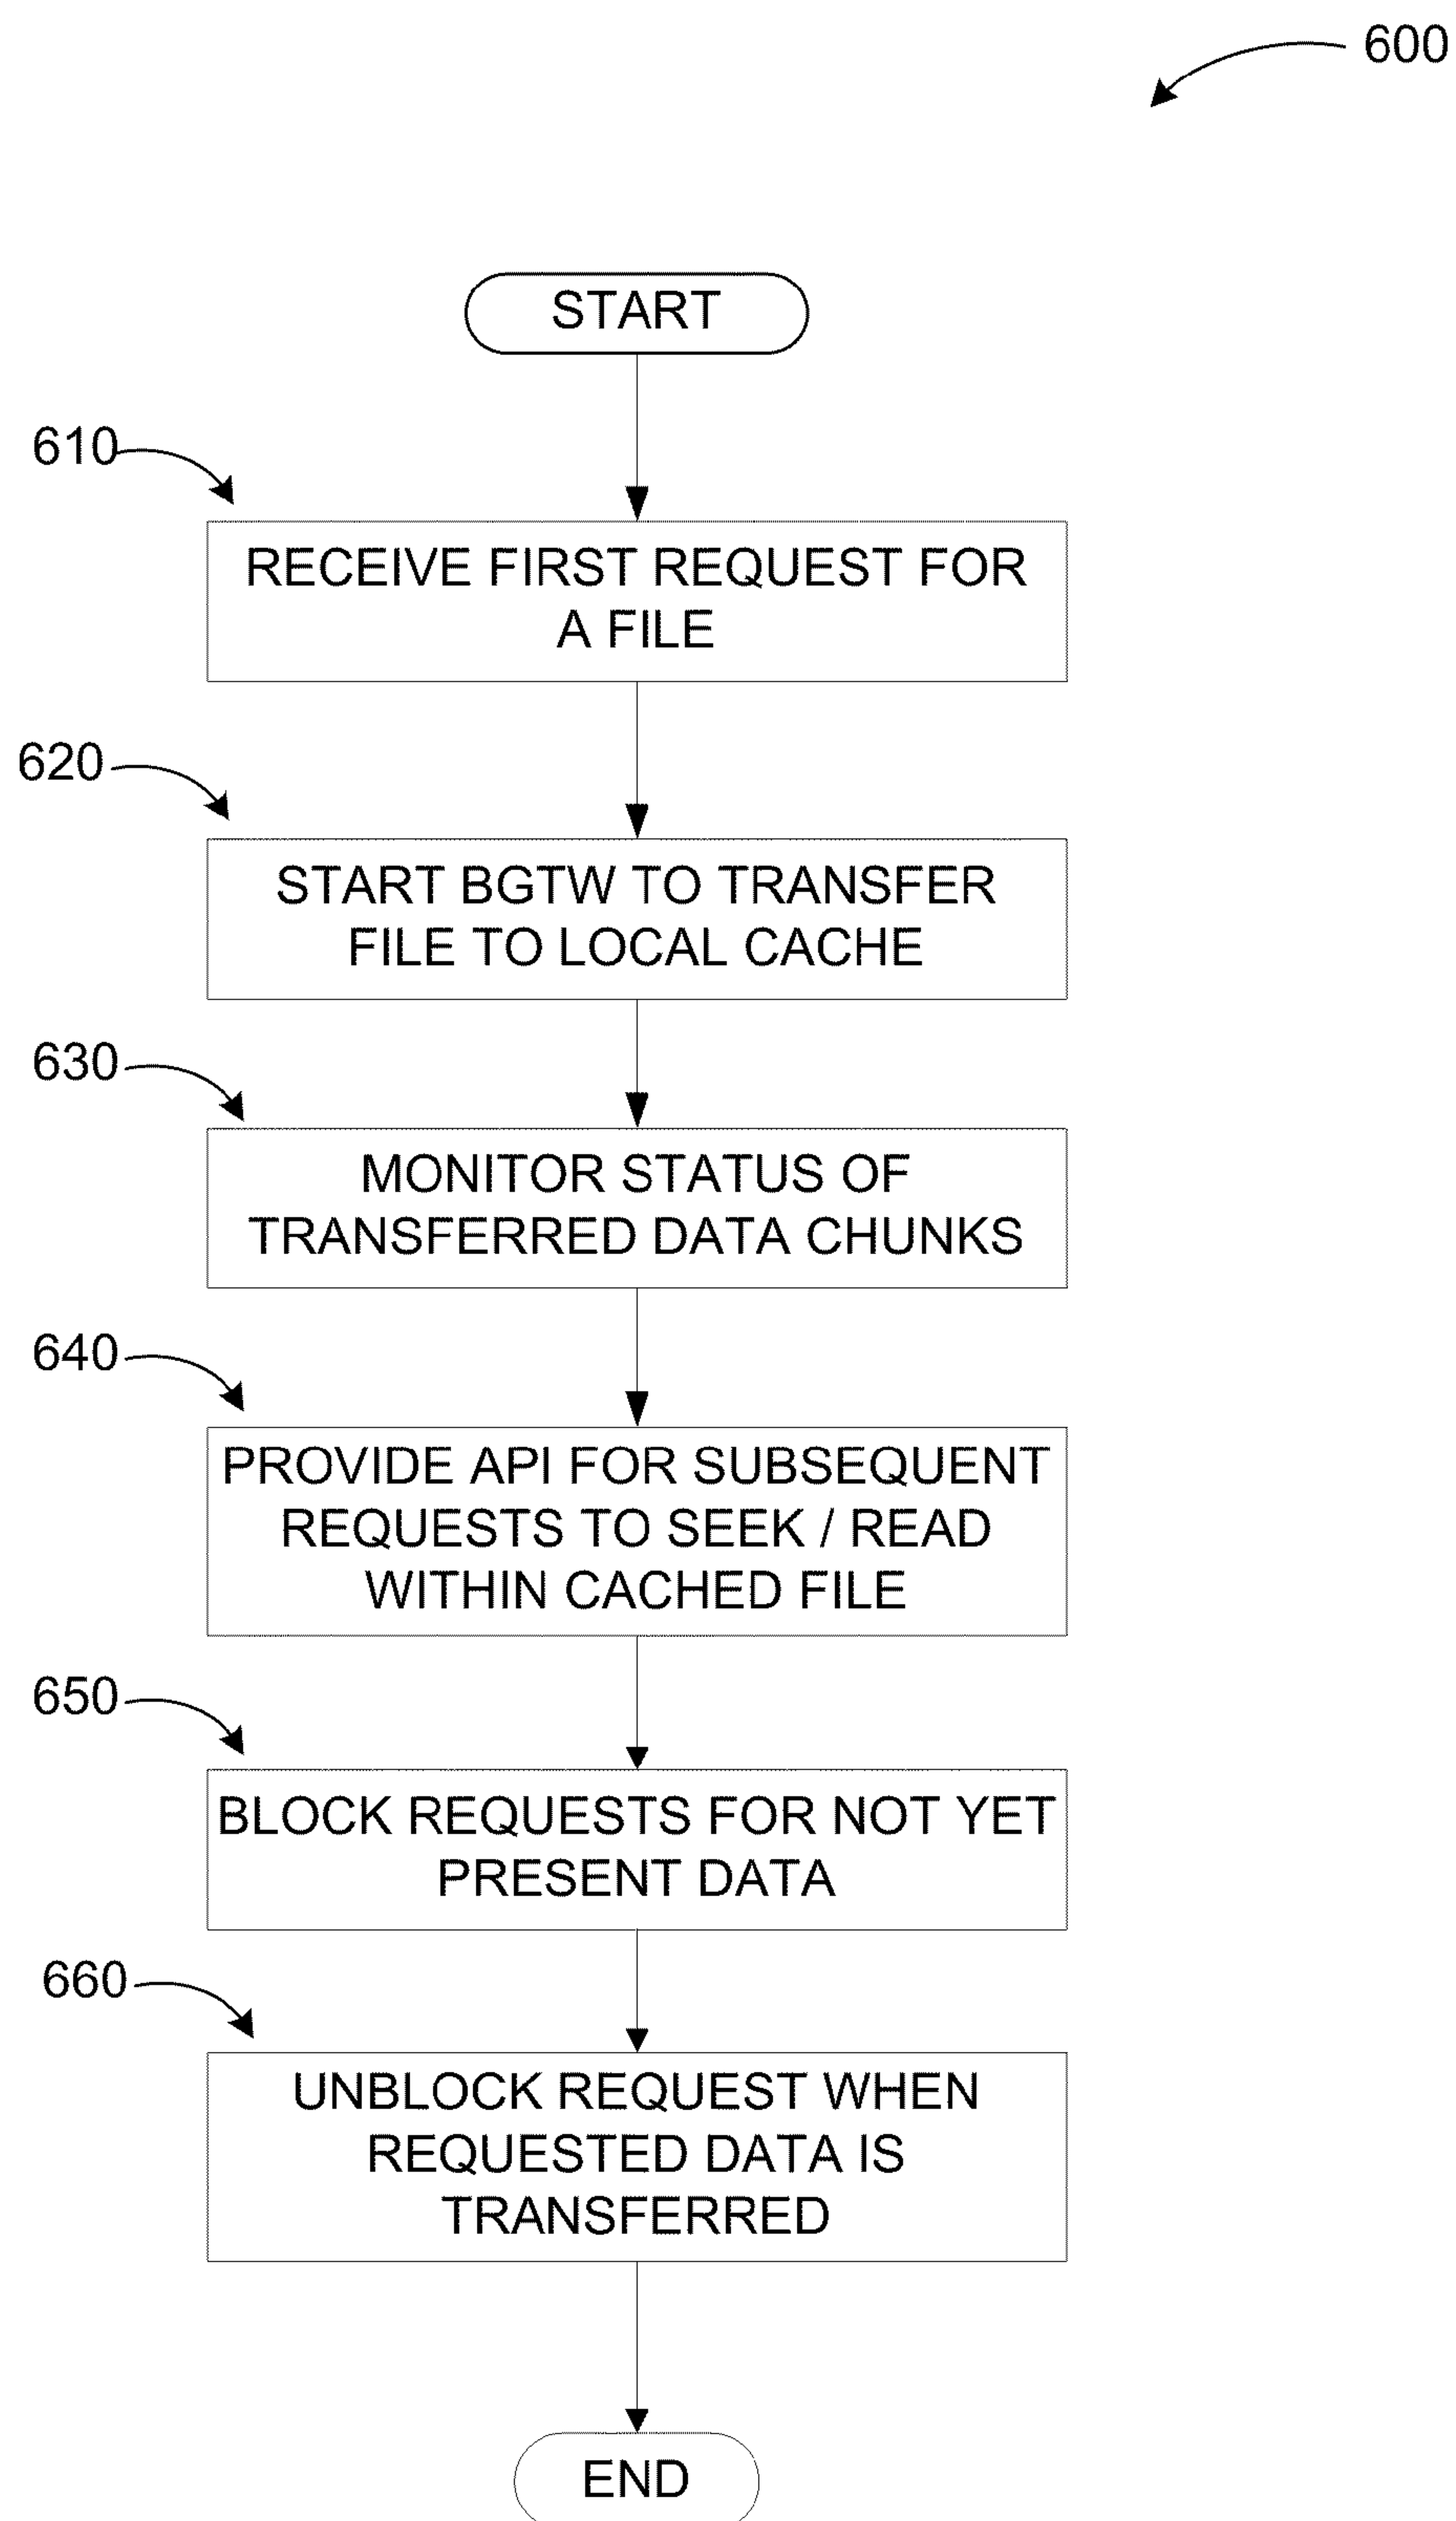 600
START
610
RECEIVE FIRST REQUEST FOR
A FILE
620
START BGTW TO TRANSFER
FILE TO LOCAL CACHE
630
MONITOR STATUS OF
TRANSFERRED DATA CHUNKS
640
PROVIDE API FOR SUBSEQUENT
REQUESTS TO SEEK / READ
WITHIN CACHED FILE
650
BLOCK REQUESTS FOR NOT YET
PRESENT DATA
660
UNBLOCK REQUEST WHEN
REQUESTED DATA IS
TRANSFERRED
END